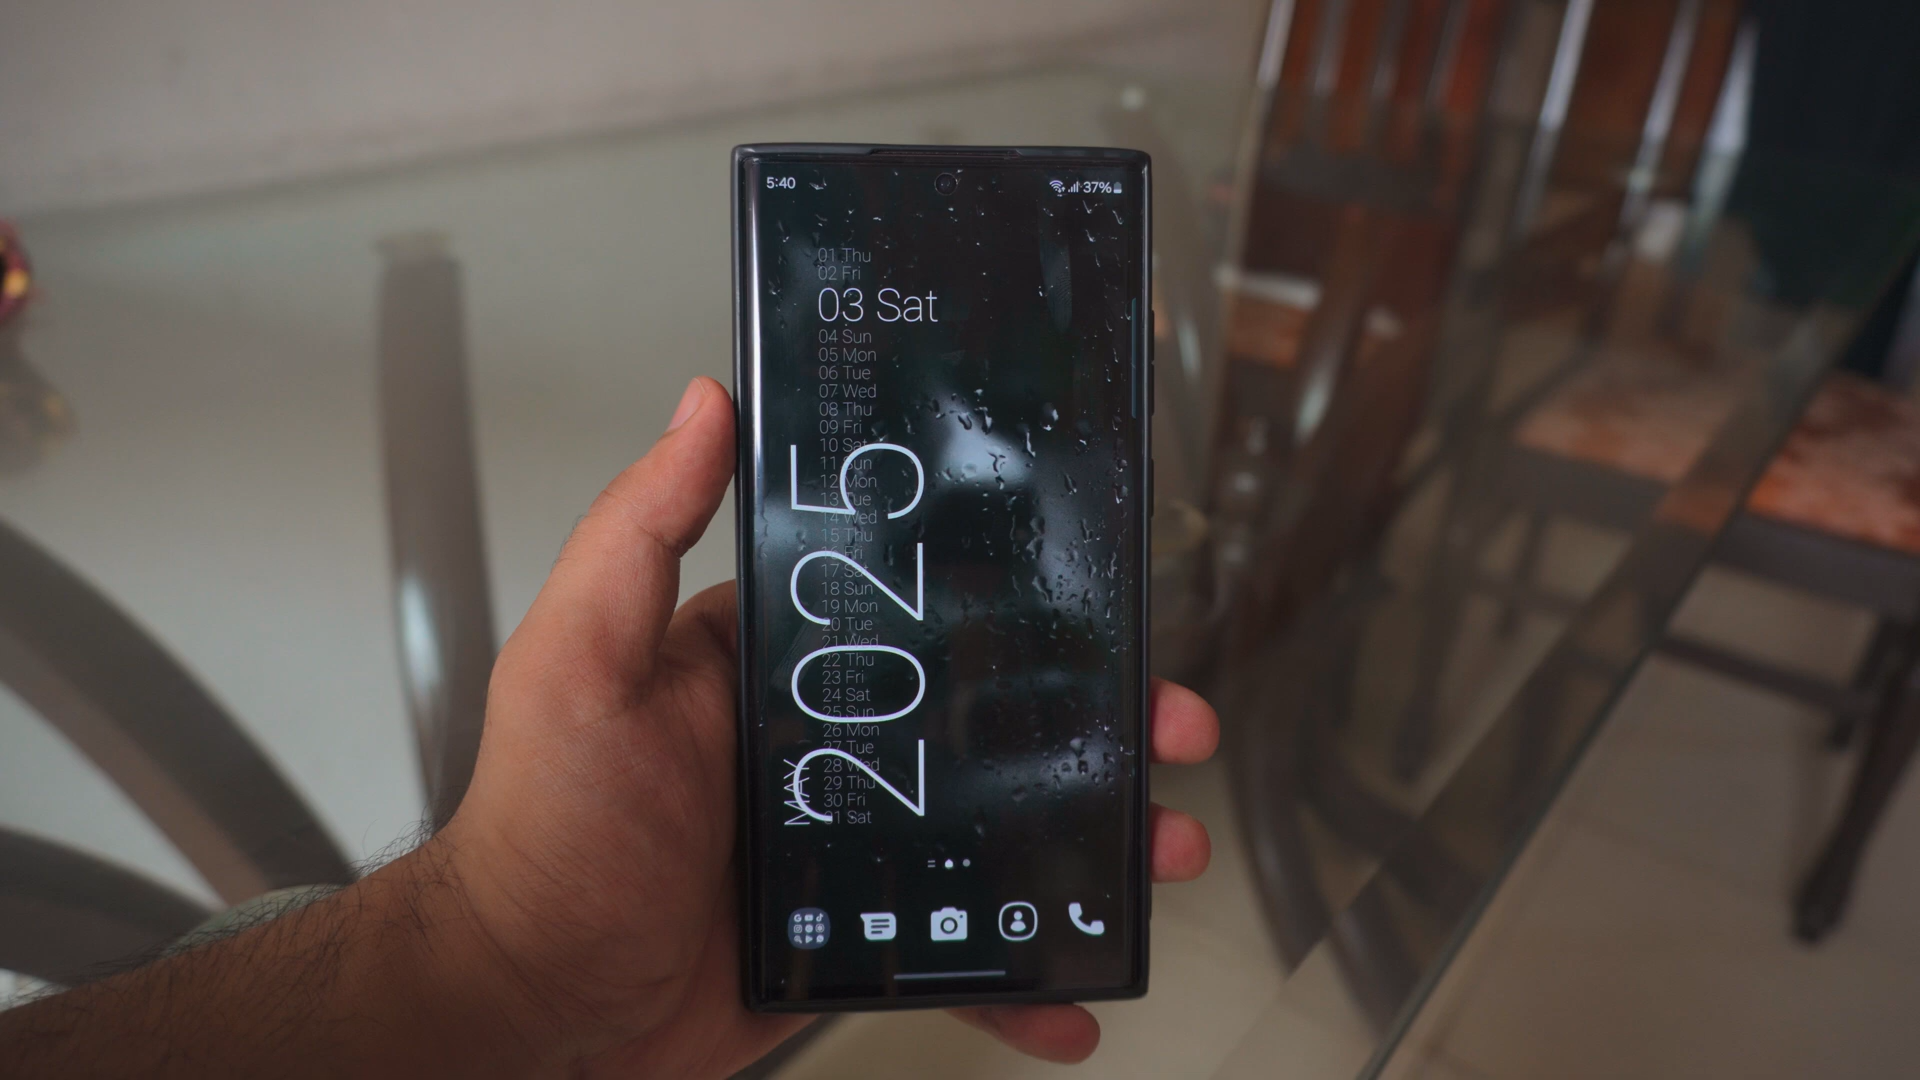 5:40
37%
01 Thu
02 Fri
03 Sat
04 Sun
05 Mon
06 Tue
07 Wed
08 Thu
09 Fri
10 Sat
11 Sun
12 Mon
13 Tue
14 Wed
15 Thu
16 Fri
17 Sat
18 Sun
19 Mon
20 Tue
21 Wed
22 Thu
23 Fri
24 Sat
25 Sun
26 Mon
27 Tue
28 Wed
29 Thu
30 Fri
31 Sat
MAY
2025